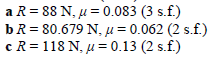 a R = 88 N, μ = 0.083 (3 s.f.)
b R = 80.679 N, μ = 0.062 (2 s.f.)
c R = 118 N, μ = 0.13 (2 s.f.)